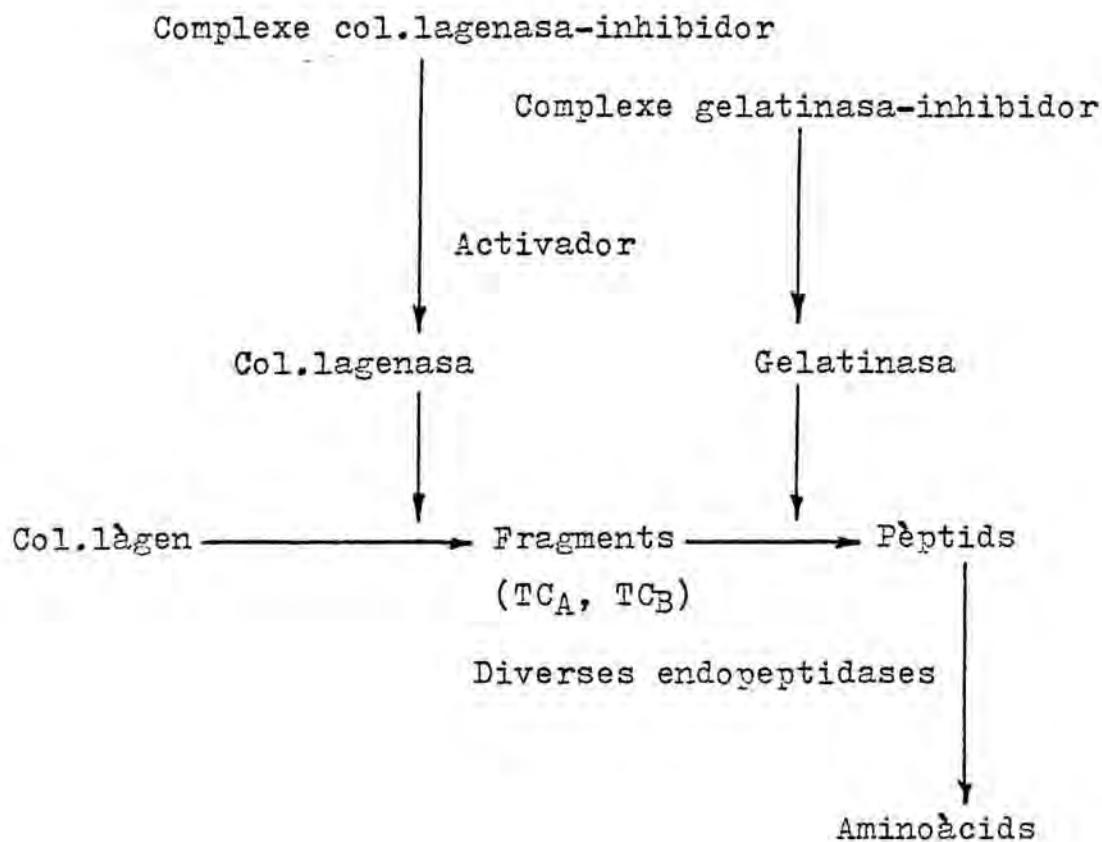 Complexe col.lagenasa-inhibidor
Complexe gelatinasa-inhibidor
Activador
Col.lagenasa
Gelatinasa
Col.làgen
Fragments
Pèptids
(TCA, TCB)
Diverses endopeptidases
Aminoàcids